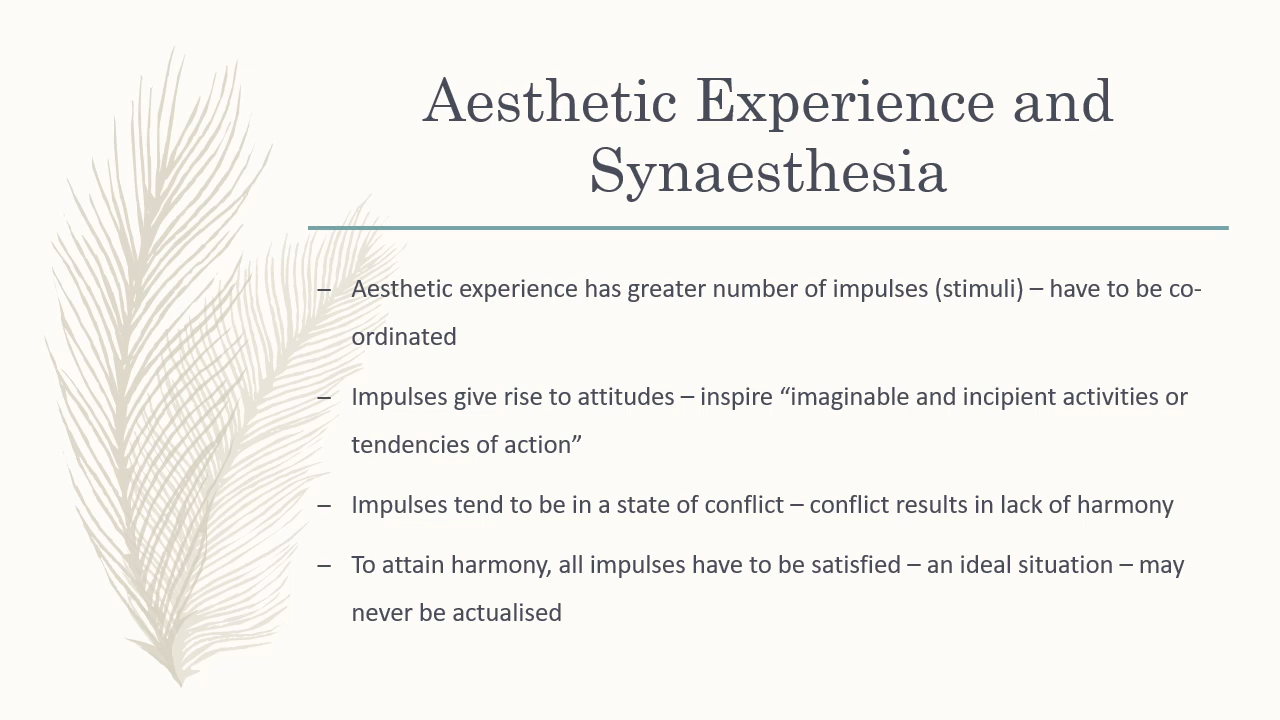 Aesthetic Experience and
Synaesthesia
– Aesthetic experience has greater number of impulses (stimuli) – have to be co-
ordinated
– Impulses give rise to attitudes – inspire “imaginable and incipient activities or
tendencies of action”
– Impulses tend to be in a state of conflict – conflict results in lack of harmony
– To attain harmony, all impulses have to be satisfied – an ideal situation – may
never be actualised